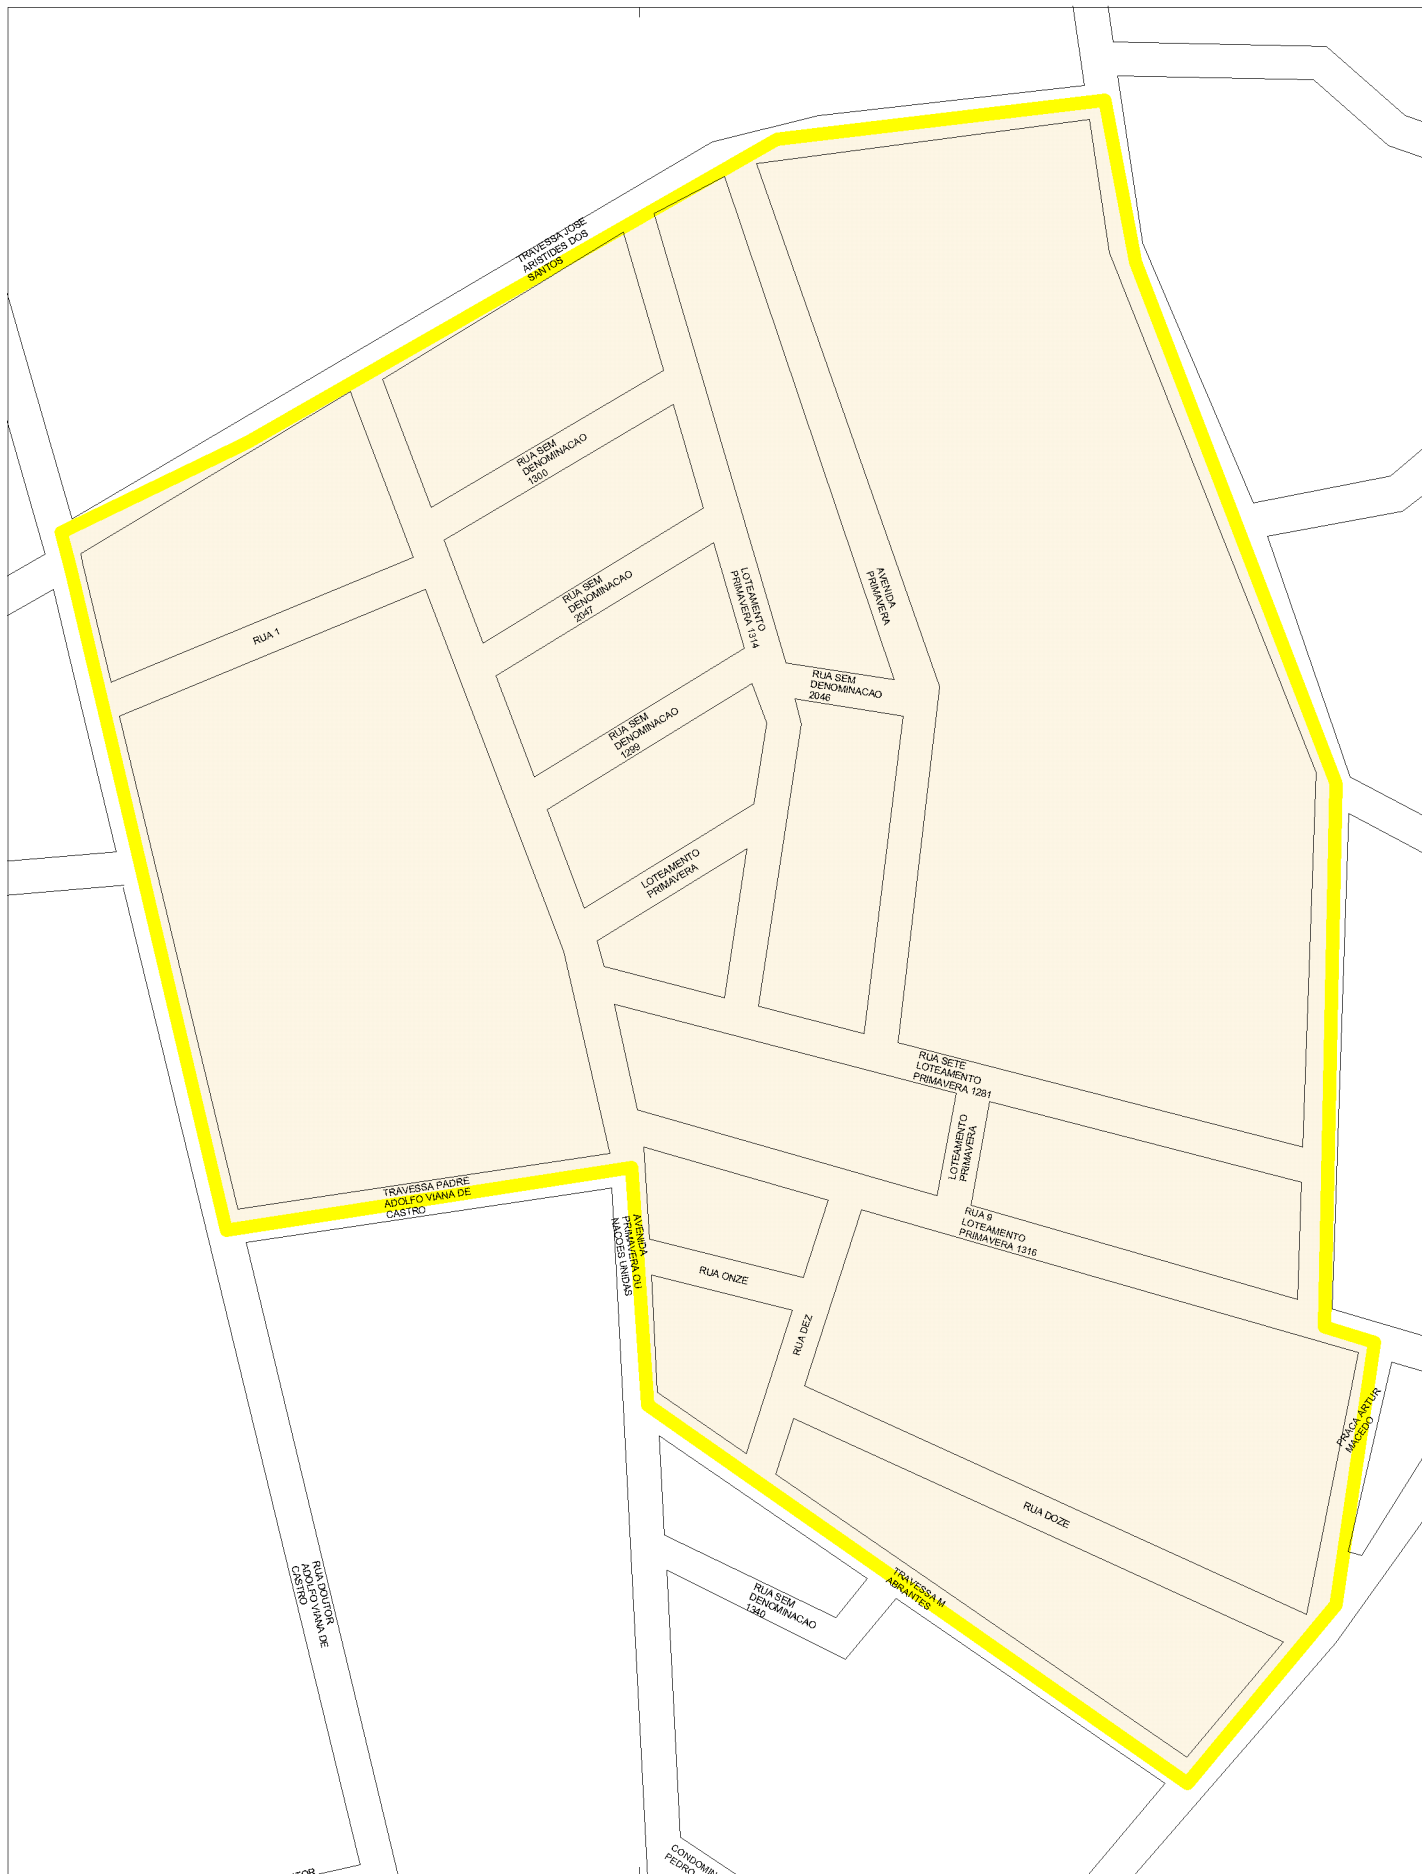 TRAVESSA JOSE
ARISTIDES DOS
SANTOS
RUA SEM
DENOMINACAO
1300
RUA SEM
DENOMINACAO
2047
LOTEAMENTO
PRIMAVERA 1314
AVENIDA
PRIMAVERA
RUA 1
RUA SEM
DENOMINACAO
2046
RUA SEM
DENOMINACAO
1299
LOTEAMENTO
PRIMAVERA
RUA SETE
LOTEAMENTO
PRIMAVERA 1281
LOTEAMENTO
PRIMAVERA
TRAVESSA PADRE
ADOLFO VIANA DE
CASTRO
AVENIDA
PRIMAVERA OU
NACOES UNIDAS
RUA 9
LOTEAMENTO
PRIMAVERA 1316
RUA ONZE
RUA DEZ
PRACA ARTUR
MACEDO
RUA DOZE
TRAVESSA M
ABRANTES
RUA SEM
DENOMINACAO
1340
RUA DOUTOR
ADOLFO VIANA DE
CASTRO